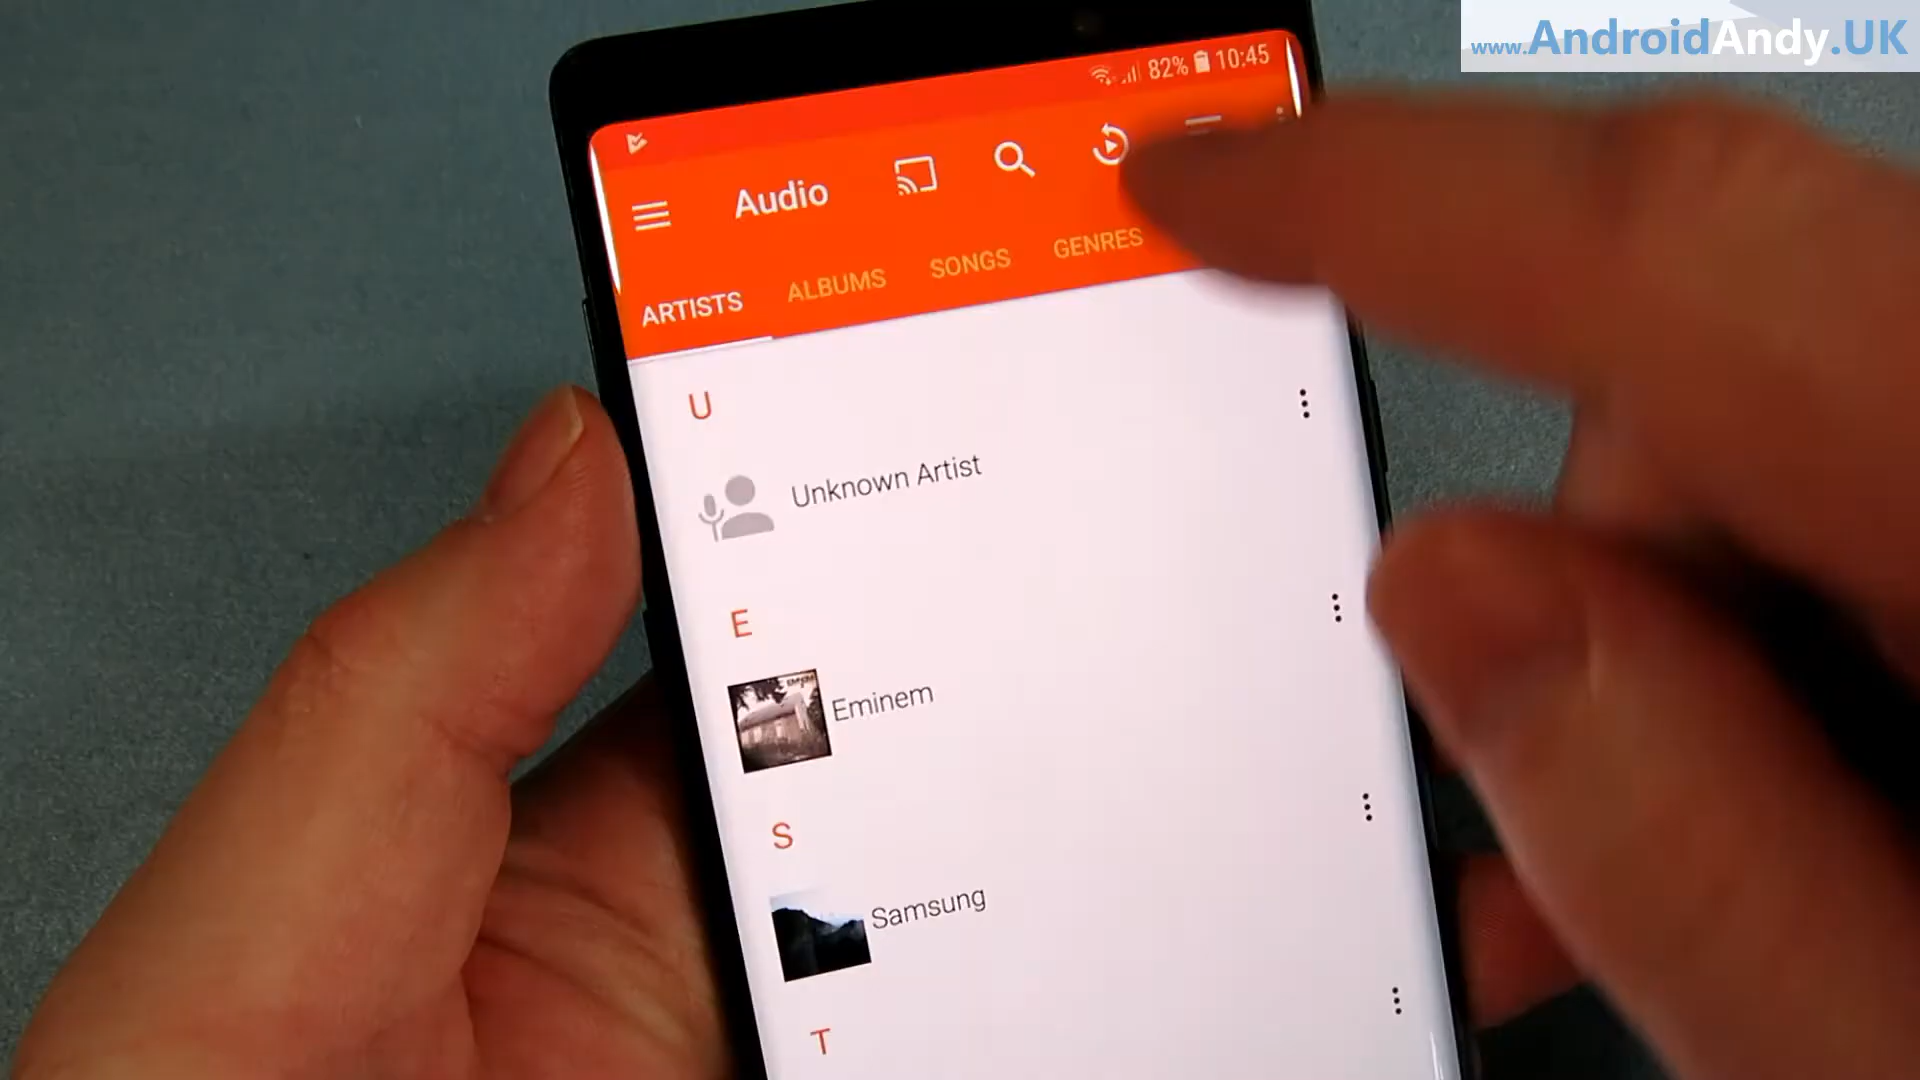 www.AndroidAndy.UK
82% 10:45
Audio
ARTISTS ALBUMS SONGS GENRES
U
Unknown Artist
E
Eminem
S
Samsung
T